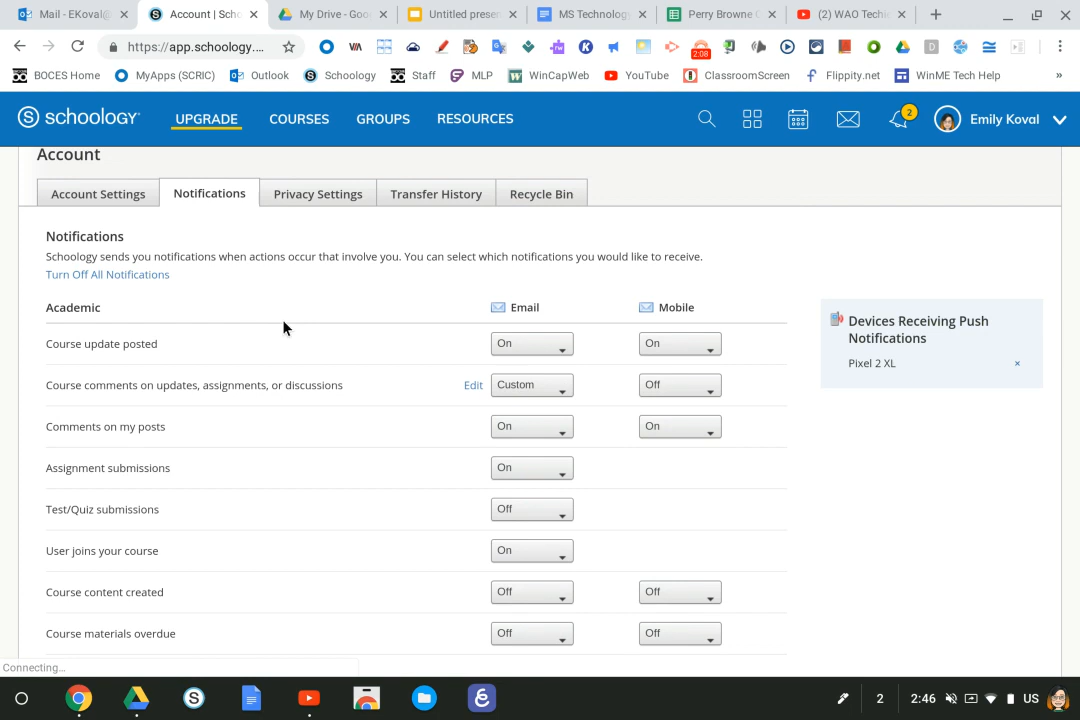 Mail - EKoval@
Account | Scho
My Drive - Goo
Untitled presen
MS Technology
Perry Browne C
(2) WAO Techi
https://app.schoology....
2:08
BOCES Home
MyApps (SCRIC)
Outlook
Schoology
Staff
MLP
WinCapWeb
YouTube
ClassroomScreen
Flippity.net
WinME Tech Help
»
S schoology
UPGRADE
COURSES
GROUPS
RESOURCES
2
Emily Koval
Account
Account Settings
Notifications
Privacy Settings
Transfer History
Recycle Bin
Notifications
Schoology sends you notifications when actions occur that involve you. You can select which notifications you would like to receive.
Turn Off All Notifications
Academic
Email
Mobile
Devices Receiving Push
Notifications
Pixel 2 XL
×
Course update posted
On
On
Course comments on updates, assignments, or discussions
Edit
Custom
Off
Comments on my posts
On
On
Assignment submissions
On
Test/Quiz submissions
Off
User joins your course
On
Course content created
Off
Off
Course materials overdue
Off
Off
Connecting...
2
2:46
US